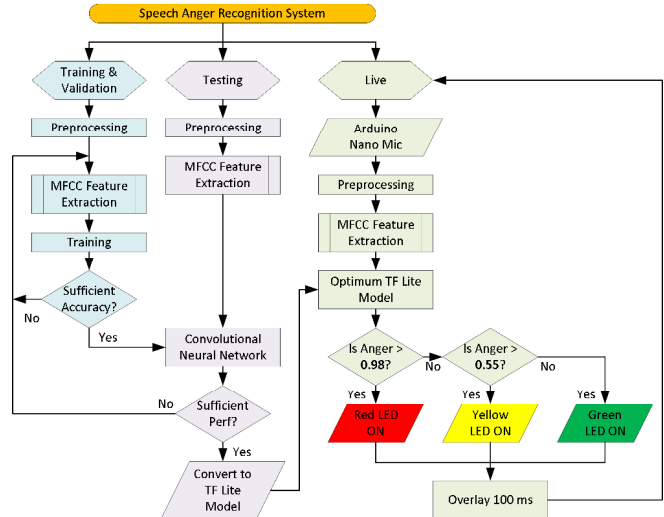 Speech Anger Recognition System
Training &
Validation
Testing
Live
Preprocessing
Preprocessing
Arduino
Nano Mic
MFCC Feature
Extraction
MFCC Feature
Extraction
Preprocessing
Training
MFCC Feature
Extraction
Sufficient
Accuracy?
No
Yes
Optimum TF Lite
Model
Convolutional
Neural Network
Is Anger >
0.98?
No
Is Anger >
0.55?
No
Yes
Yes
Yes
No
Sufficient
Perf?
Yes
Red LED
ON
Yellow
LED ON
Green
LED ON
Convert to
TF Lite
Model
Overlay 100 ms